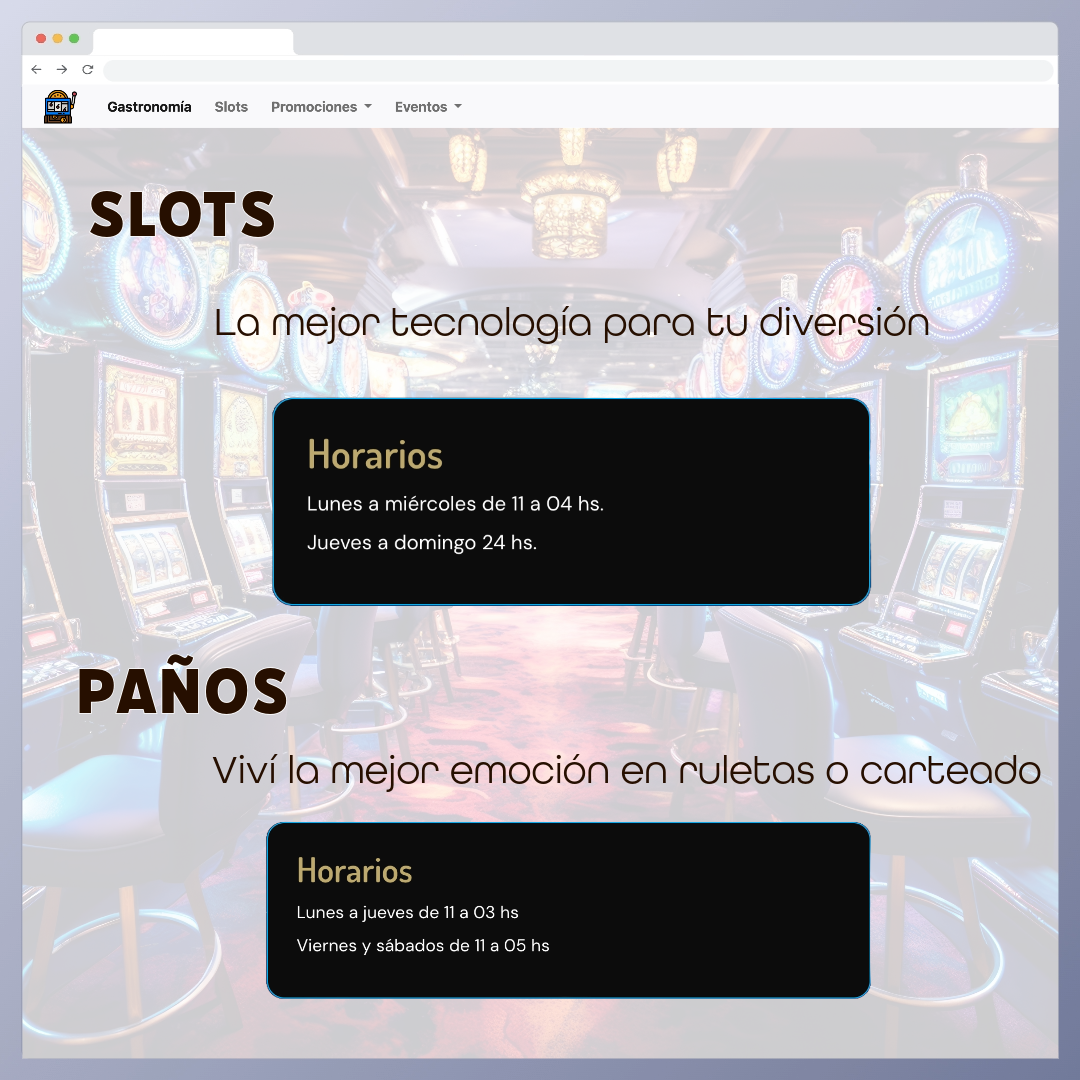 Gastronomía Slots Promociones Eventos
SLOTS
La mejor tecnología para tu diversión
Horarios
Lunes a miércoles de 11 a 04 hs.
Jueves a domingo 24 hs.
PAÑOS
Viví la mejor emoción en ruletas o carteado
Horarios
Lunes a jueves de 11 a 03 hs
Viernes y sábados de 11 a 05 hs